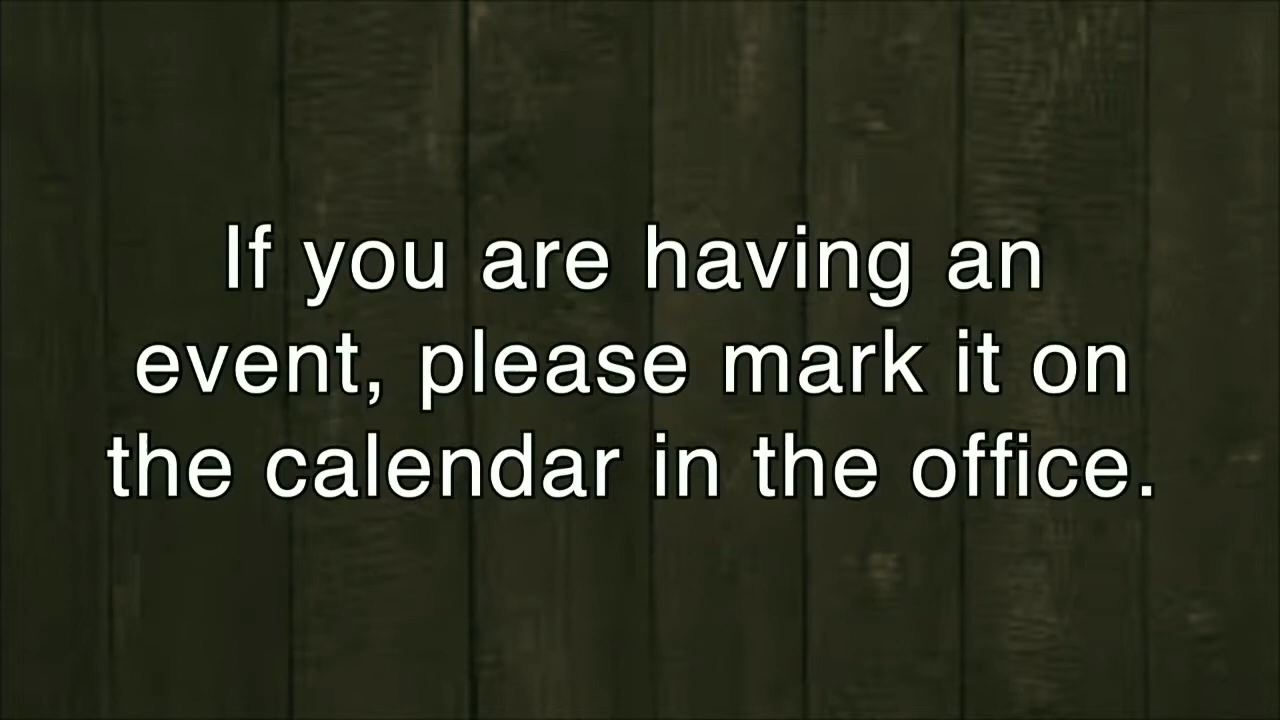 If you are having an
event, please mark it on
the calendar in the office.